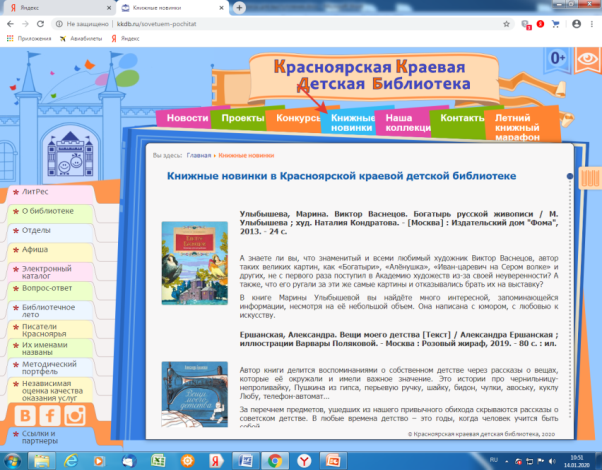 Яндекс
Книжные новинки
Не защищено | kkdb.ru/sovetuem-pochitat
Приложения Авиабилеты Яндекс
Красноярская Краевая
Детская Библиотека
0+
Новости
Проекты
Конкурсы
Книжные
новинки
Наша
коллекци
Контакты
Летний
книжный
марафон
Вы здесь: Главная Книжные новинки
Книжные новинки в Красноярской краевой детской библиотеке
Улыбышева, Марина. Виктор Васнецов. Богатырь русской живописи / М.
Улыбышева ; худ. Наталия Кондратова. - [Москва] : Издательский дом "Фома",
2013. - 24 с.
А знаете ли вы, что знаменитый и всеми любимый художник Виктор Васнецов, автор
таких великих картин, как «Богатыри», «Алёнушка», «Иван-царевич на Сером волке» и
других, не с первого раза поступил в Академию художеств из-за своей неуверенности? А
также, что его ругали за эти же самые картины и отказывались брать их на выставку?
В книге Марины Улыбышевой вы найдёте много интересной, запоминающейся
информации, несмотря на её небольшой объем. Она написана с юмором, с любовью к
искусству.
Ершанская, Александра. Вещи моего детства [Текст] / Александра Ершанская ;
иллюстрации Варвары Поляковой. - Москва : Розовый жираф, 2019. - 80 с. : ил.
Автор книги делится воспоминаниями о собственном детстве через рассказы о вещах,
которые её окружали и имели важное значение. Это истории про чернильницу-
непроливайку, Пушкина из гипса, перьевую ручку, шайку, бидон, чулки, авоську, куклу
Любу, телефон-автомат...
За перечнем предметов, ушедших из нашего привычного обихода скрываются рассказы о
советском детстве. В любые времена детство – это годы, когда человек учится быть
собой
© Красноярская краевая детская библиотека, 2020
ЛитРес
О библиотеке
Отделы
Афиша
Электронный
каталог
Вопрос-ответ
Библиотечное
лето
Писатели
Красноярья
Их именами
названы
Методический
портфель
Независимая
оценка качества
оказания услуг
Ссылки и
партнеры
RU
10:51
14.01.2020